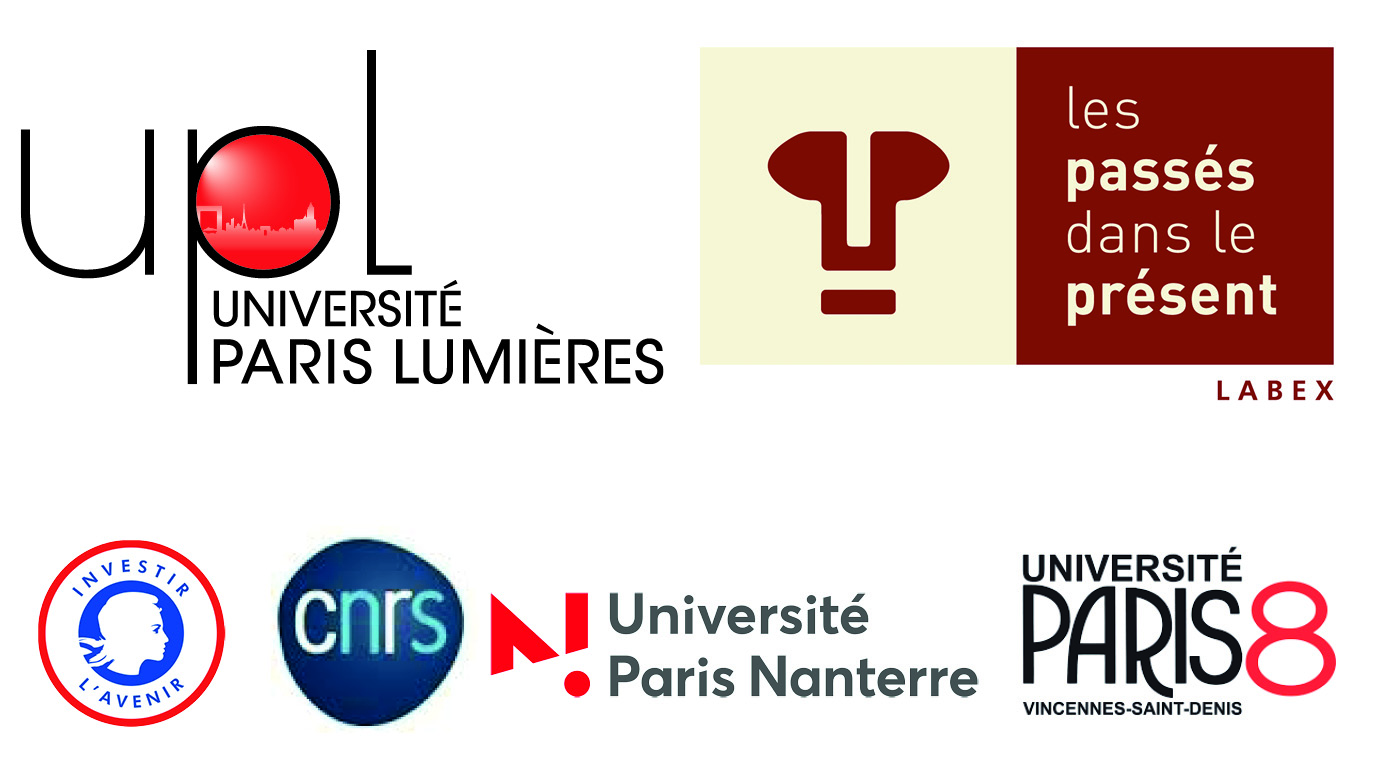 upl
UNIVERSITÉ
PARIS LUMIÈRES
les
passés
dans le
présent
LABEX
INVESTIR
L'AVENIR
cnrs
N!
Université
Paris Nanterre
UNIVERSITÉ
PARIS8
VINCENNES-SAINT-DENIS